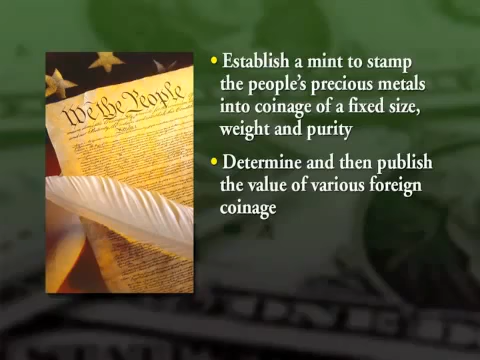 We the People
• Establish a mint to stamp
the people's precious metals
into coinage of a fixed size,
weight and purity
• Determine and then publish
the value of various foreign
coinage